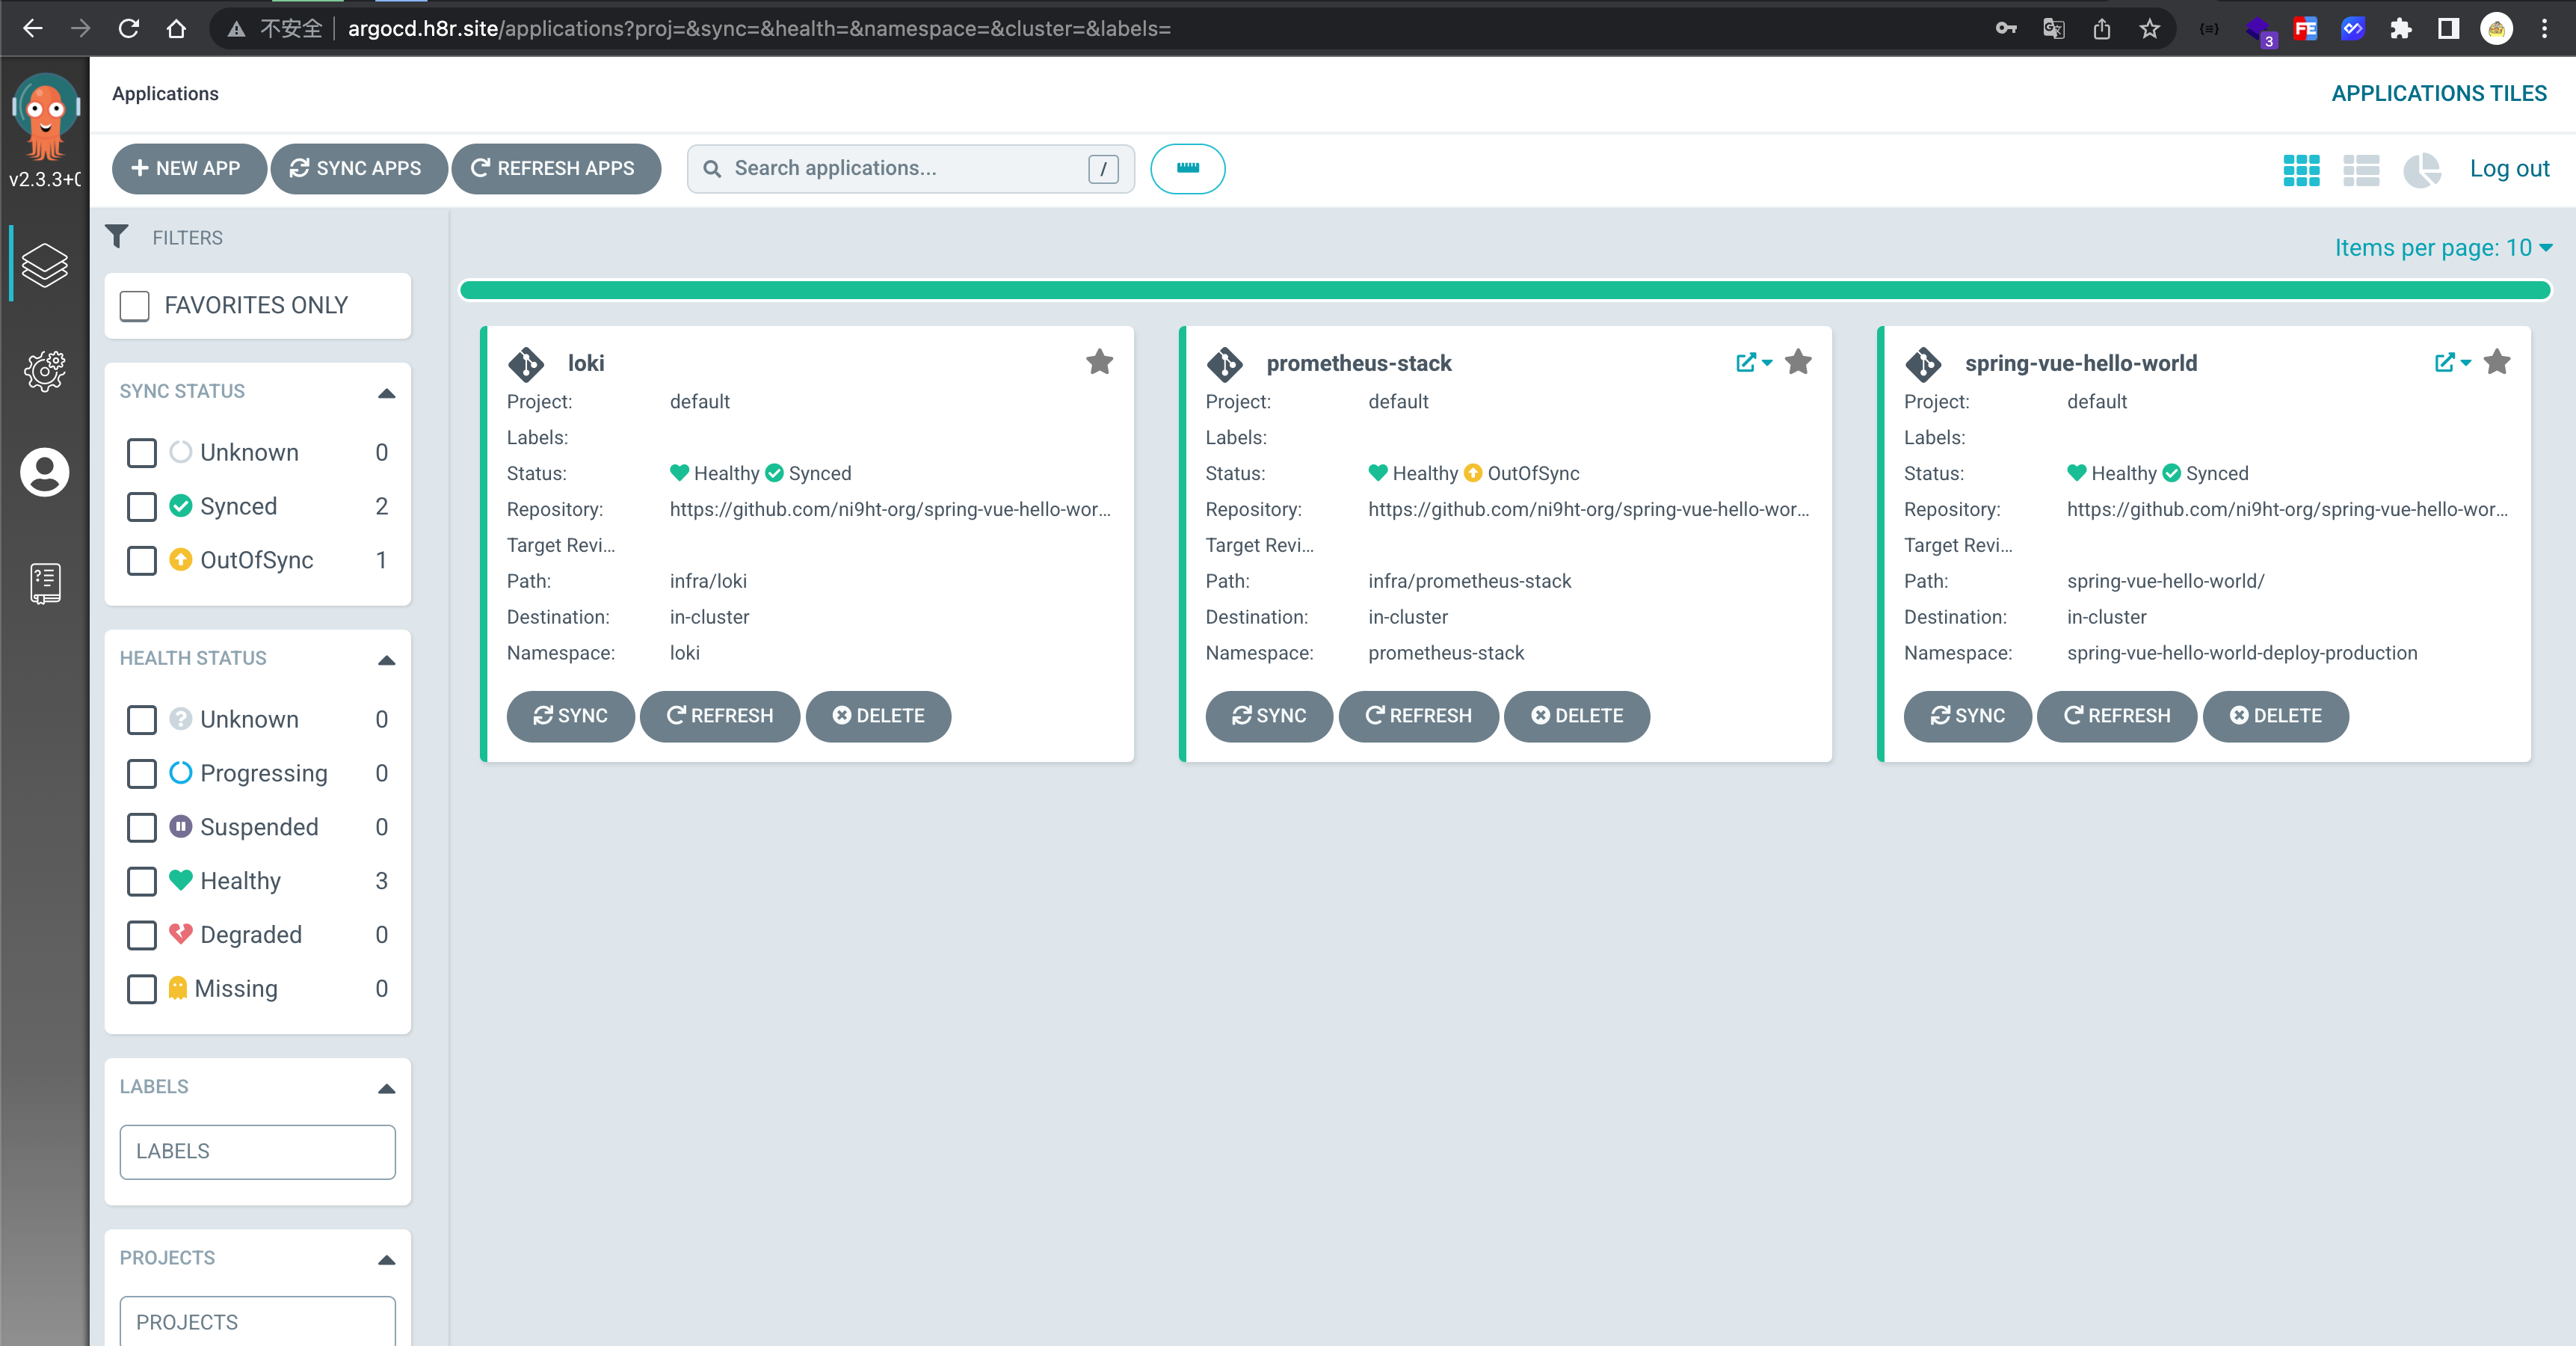 不安全 argocd.h8r.site/applications?proj=&sync=&health=&namespace=&cluster=&labels=
3
FE
Applications
APPLICATIONS TILES
v2.3.3+0
NEW APP
SYNC APPS
REFRESH APPS
Search applications...
/
Log out
FILTERS
FAVORITES ONLY
SYNC STATUS
Unknown 0
Synced 2
OutOfSync 1
HEALTH STATUS
Unknown 0
Progressing 0
Suspended 0
Healthy 3
Degraded 0
Missing 0
LABELS
LABELS
PROJECTS
PROJECTS
Items per page: 10
loki
Project: default
Labels:
Status: Healthy Synced
Repository: https://github.com/ni9ht-org/spring-vue-hello-wor...
Target Revi...
Path: infra/loki
Destination: in-cluster
Namespace: loki
SYNC REFRESH DELETE
prometheus-stack
Project: default
Labels:
Status: Healthy OutOfSync
Repository: https://github.com/ni9ht-org/spring-vue-hello-wor...
Target Revi...
Path: infra/prometheus-stack
Destination: in-cluster
Namespace: prometheus-stack
SYNC REFRESH DELETE
spring-vue-hello-world
Project: default
Labels:
Status: Healthy Synced
Repository: https://github.com/ni9ht-org/spring-vue-hello-wor...
Target Revi...
Path: spring-vue-hello-world/
Destination: in-cluster
Namespace: spring-vue-hello-world-deploy-production
SYNC REFRESH DELETE